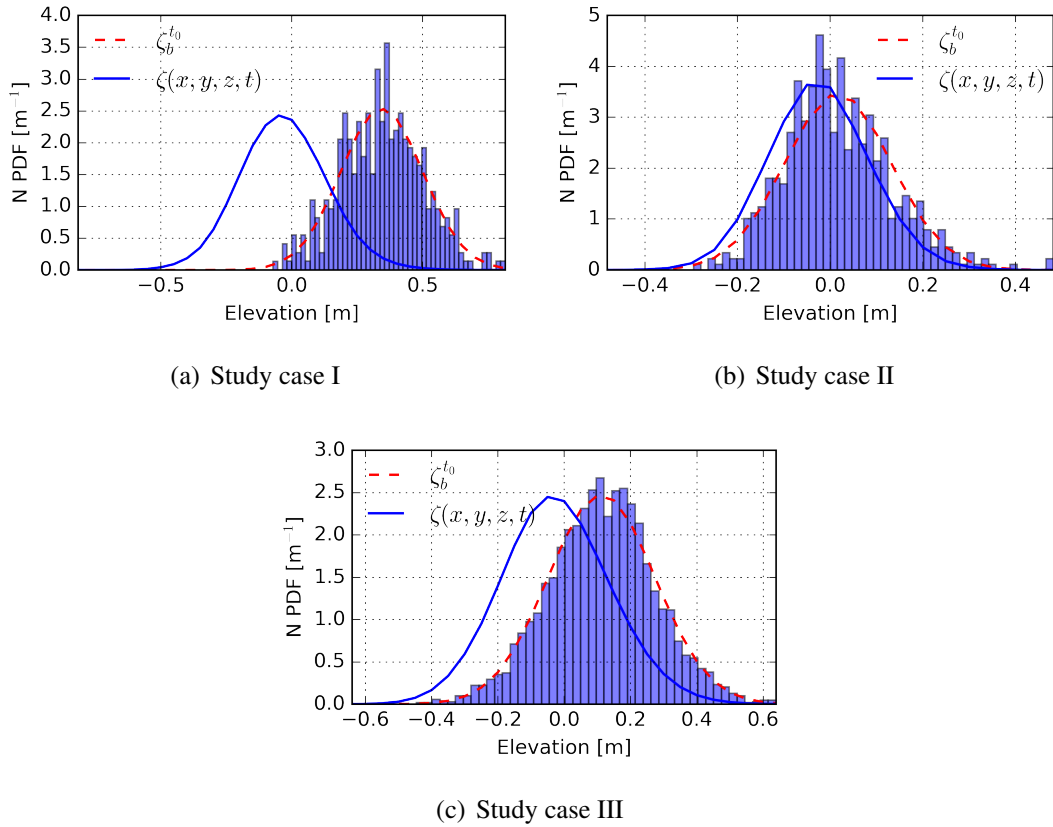 4.0
3.5
3.0
2.5
2.0
1.5
1.0
0.5
0.0
N PDF [m⁻¹]
ζ_b^{t_0}
ζ(x, y, z, t)
−0.5 0.0 0.5
Elevation [m]
(a) Study case I
5
4
3
2
1
0
N PDF [m⁻¹]
ζ_b^{t_0}
ζ(x, y, z, t)
−0.4 −0.2 0.0 0.2 0.4
Elevation [m]
(b) Study case II
3.0
2.5
2.0
1.5
1.0
0.5
0.0
N PDF [m⁻¹]
ζ_b^{t_0}
ζ(x, y, z, t)
−0.6 −0.4 −0.2 0.0 0.2 0.4 0.6
Elevation [m]
(c) Study case III